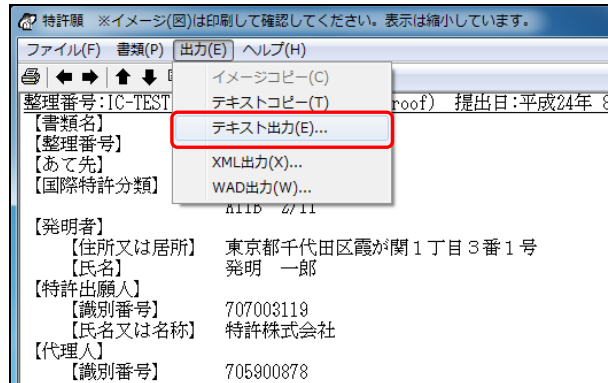 特許願 ※イメージ(図)は印刷して確認してください。表示は縮小しています。
ファイル(F) 書類(P) 出力(E) ヘルプ(H)
イメージコピー(C)
テキストコピー(T)
テキスト出力(E)...
XML出力(X)...
WAD出力(W)...
整理番号:IC-TEST roof) 提出日:平成24年 8
【書類名】
【整理番号】
【あて先】
【国際特許分類】
【発明者】
【住所又は居所】 東京都千代田区霞が関1丁目3番1号
【氏名】 発明 一郎
【特許出願人】
【識別番号】 707003119
【氏名又は名称】 特許株式会社
【代理人】
【識別番号】 705900878